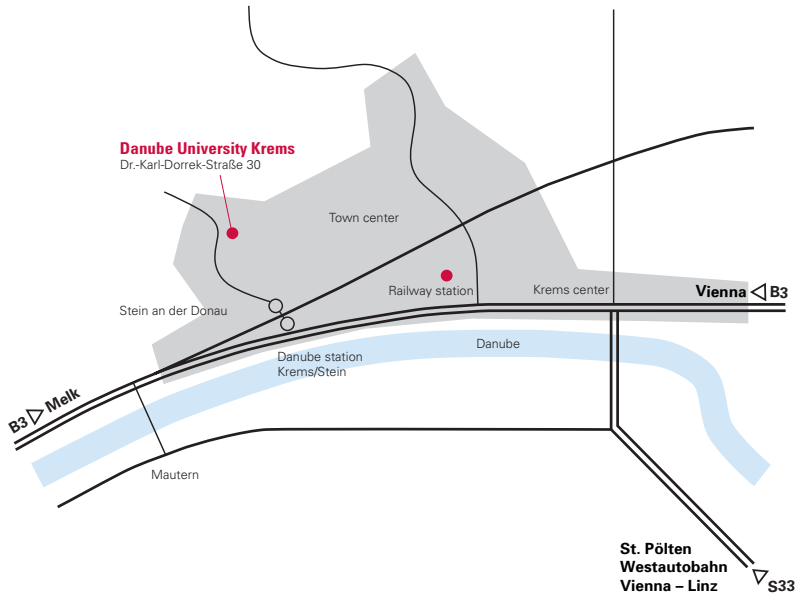 Danube University Krems
Dr.-Karl-Dorrek-Straße 30
Town center
Railway station
Krems center
Vienna
B3
Stein an der Donau
Danube station
Krems/Stein
Danube
B3
Melk
Mautern
St. Pölten
Westautobahn
Vienna – Linz
S33